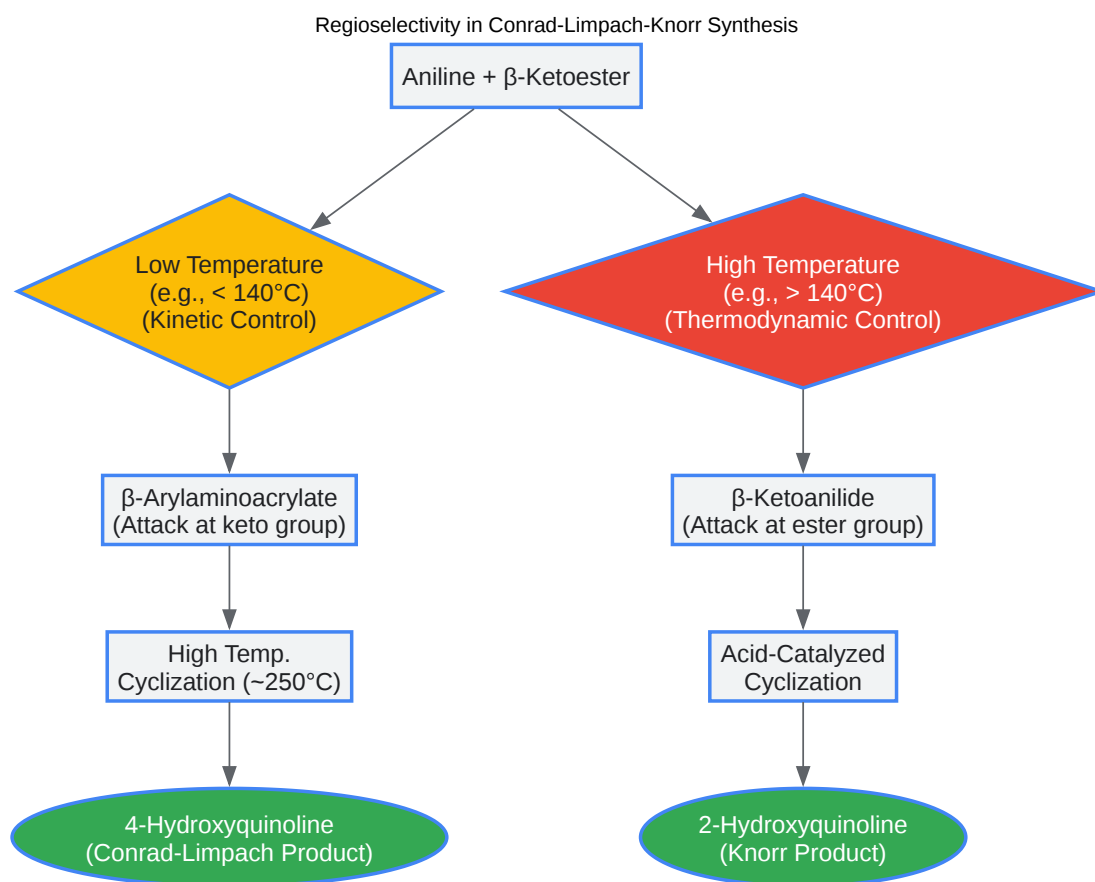 Regioselectivity in Conrad-Limpach-Knorr Synthesis
Aniline + β-Ketoester
Low Temperature
(e.g., < 140°C)
(Kinetic Control)
High Temperature
(e.g., > 140°C)
(Thermodynamic Control)
β-Arylaminoacrylate
(Attack at keto group)
β-Ketoanilide
(Attack at ester group)
High Temp.
Cyclization (~250°C)
Acid-Catalyzed
Cyclization
4-Hydroxyquinoline
(Conrad-Limpach Product)
2-Hydroxyquinoline
(Knorr Product)